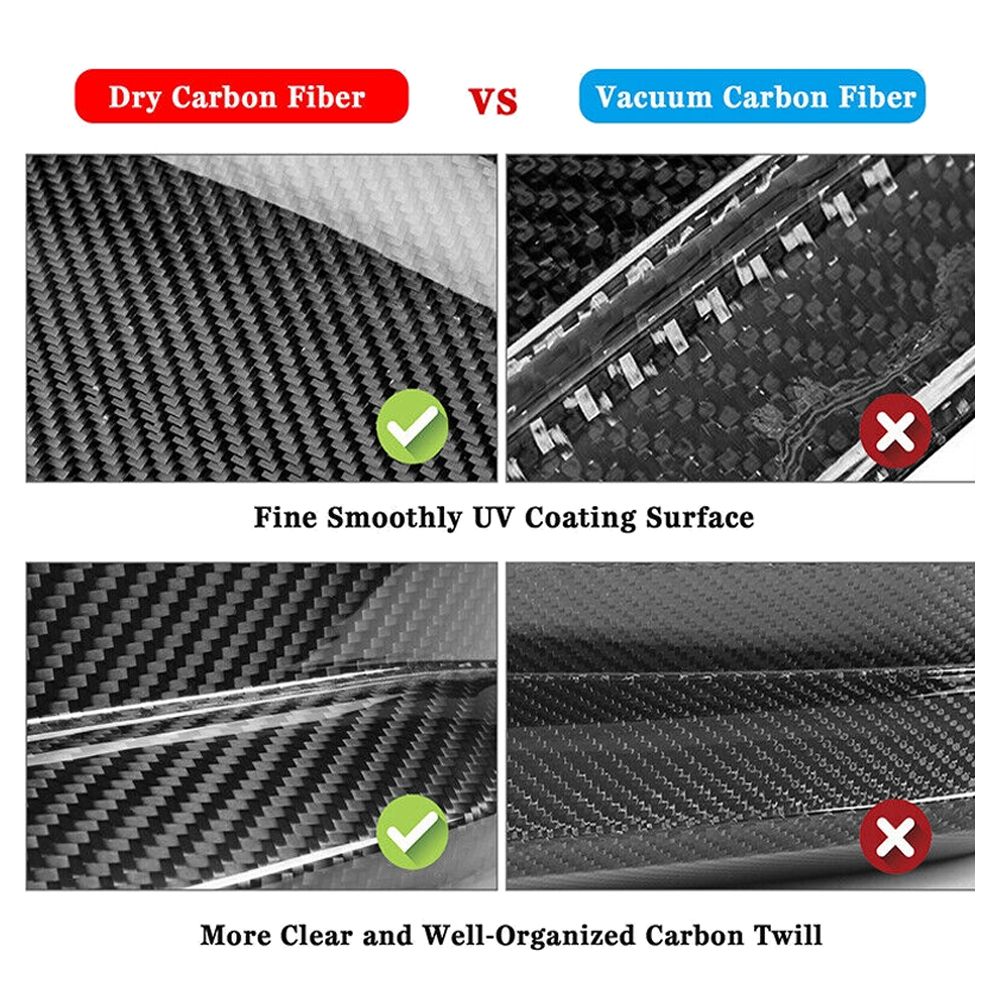 Dry Carbon Fiber
VS
Vacuum Carbon Fiber
Fine Smoothly UV Coating Surface
More Clear and Well-Organized Carbon Twill